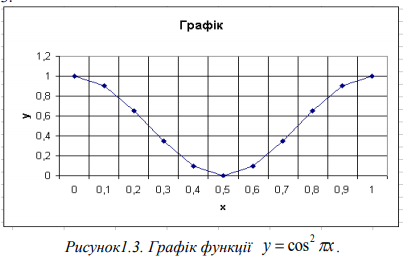 Графік
1,2
1
0,8
0,6
0,4
0,2
0
y
0 0,1 0,2 0,3 0,4 0,5 0,6 0,7 0,8 0,9 1
x
Рисунок1.3. Графік функції y = cos² πx.